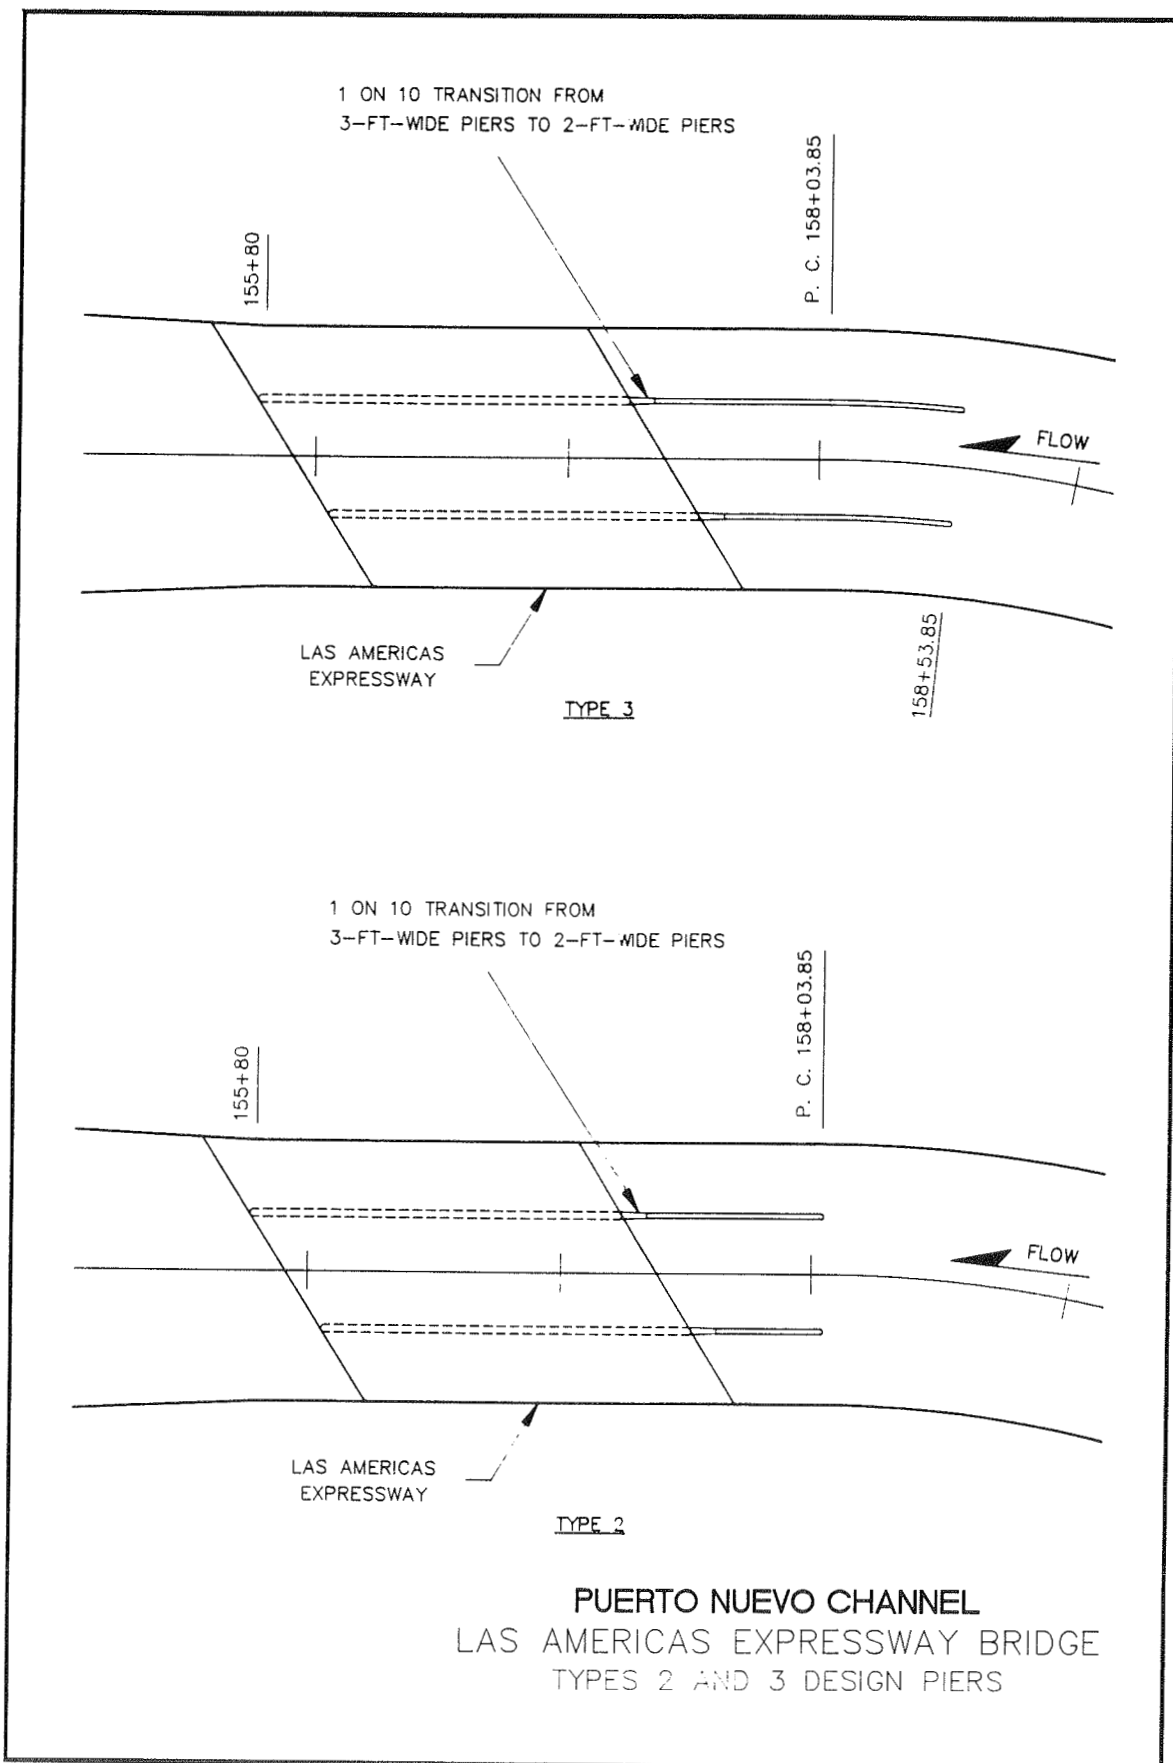 1 ON 10 TRANSITION FROM
3-FT-WIDE PIERS TO 2-FT-WIDE PIERS
P. C. 158+03.85
155+80
FLOW
LAS AMERICAS
EXPRESSWAY
158+53.85
TYPE 3
1 ON 10 TRANSITION FROM
3-FT-WIDE PIERS TO 2-FT-WIDE PIERS
P. C. 158+03.85
155+80
FLOW
LAS AMERICAS
EXPRESSWAY
TYPE 2
PUERTO NUEVO CHANNEL
LAS AMERICAS EXPRESSWAY BRIDGE
TYPES 2 AND 3 DESIGN PIERS